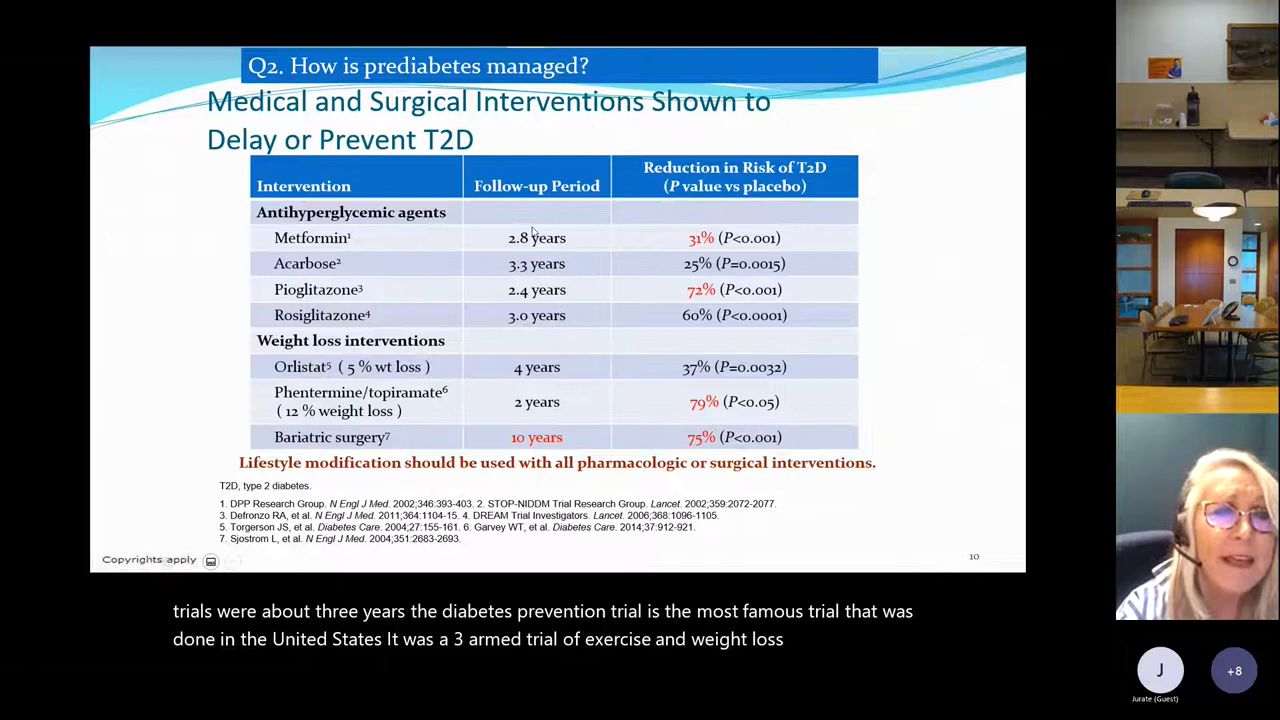 Q2. How is prediabetes managed?
Medical and Surgical Interventions Shown to
Delay or Prevent T2D
Intervention Follow-up Period Reduction in Risk of T2D (P value vs placebo)
Antihyperglycemic agents
Metformin¹ 2.8 years 31% (P<0.001)
Acarbose² 3.3 years 25% (P=0.0015)
Pioglitazone³ 2.4 years 72% (P<0.001)
Rosiglitazone⁴ 3.0 years 60% (P<0.0001)
Weight loss interventions
Orlistat⁵ ( 5 % wt loss ) 4 years 37% (P=0.0032)
Phentermine/topiramate⁶
( 12 % weight loss ) 2 years 79% (P<0.05)
Bariatric surgery⁷ 10 years 75% (P<0.001)
Lifestyle modification should be used with all pharmacologic or surgical interventions.
T2D, type 2 diabetes.
1. DPP Research Group. N Engl J Med. 2002;346:393-403. 2. STOP-NIDDM Trial Research Group. Lancet. 2002;359:2072-2077.
3. Defronzo RA, et al. N Engl J Med. 2011;364:1104-15. 4. DREAM Trial Investigators. Lancet. 2006;368:1096-1105.
5. Torgerson JS, et al. Diabetes Care. 2004;27:155-161. 6. Garvey WT, et al. Diabetes Care. 2014;37:912-921.
7. Sjostrom L, et al. N Engl J Med. 2004;351:2683-2693.
Copyrights apply
10
trials were about three years the diabetes prevention trial is the most famous trial that was
done in the United States It was a 3 armed trial of exercise and weight loss
J
+8
Jurate (Guest)